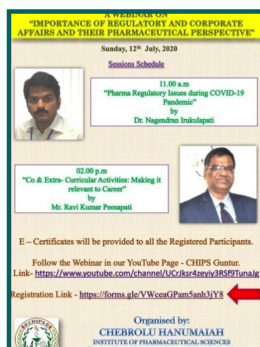 A WEBINAR ON
"IMPORTANCE OF REGULATORY AND CORPORATE
AFFAIRS AND THEIR PHARMACEUTICAL PERSPECTIVE"
Sunday, 12th July, 2020
Sessions Schedule
11.00 a.m
"Pharma Regulatory Issues during COVID-19
Pandemic"
by
Dr. Nagendran Irukulapati
02.00 p.m
"Co & Extra- Curricular Activities: Making it
relevant to Career"
by
Mr. Ravi Kumar Peesapati
E – Certificates will be provided to all the Registered Participants.
Follow the Webinar in our YouTube Page - CHIPS Guntur.
Link- https://www.youtube.com/channel/UCrJksr4zeyiy3RSf9TunaJg
Registration Link - https://forms.gle/VWceaGPam5anh3jY8
Organised by:
CHEBROLU HANUMAIAH
INSTITUTE OF PHARMACEUTICAL SCIENCES